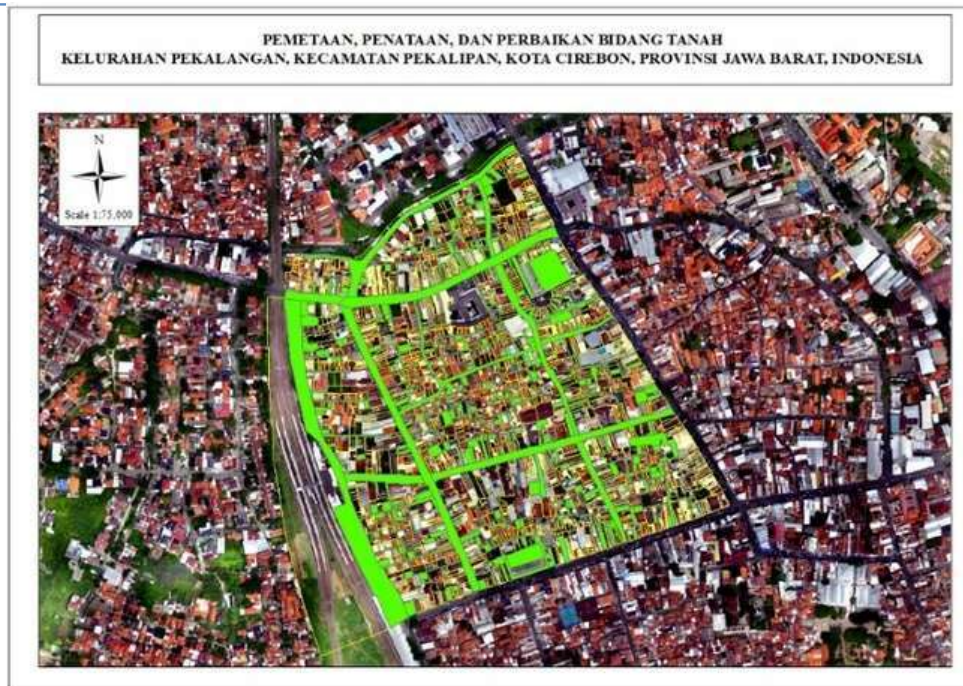 PEMETAAN, PENATAAN, DAN PERBAIKAN BIDANG TANAH
KELURAHAN PEKALANGAN, KECAMATAN PEKALIPAN, KOTA CIREBON, PROVINSI JAWA BARAT, INDONESIA
N
Scale 1:75,000